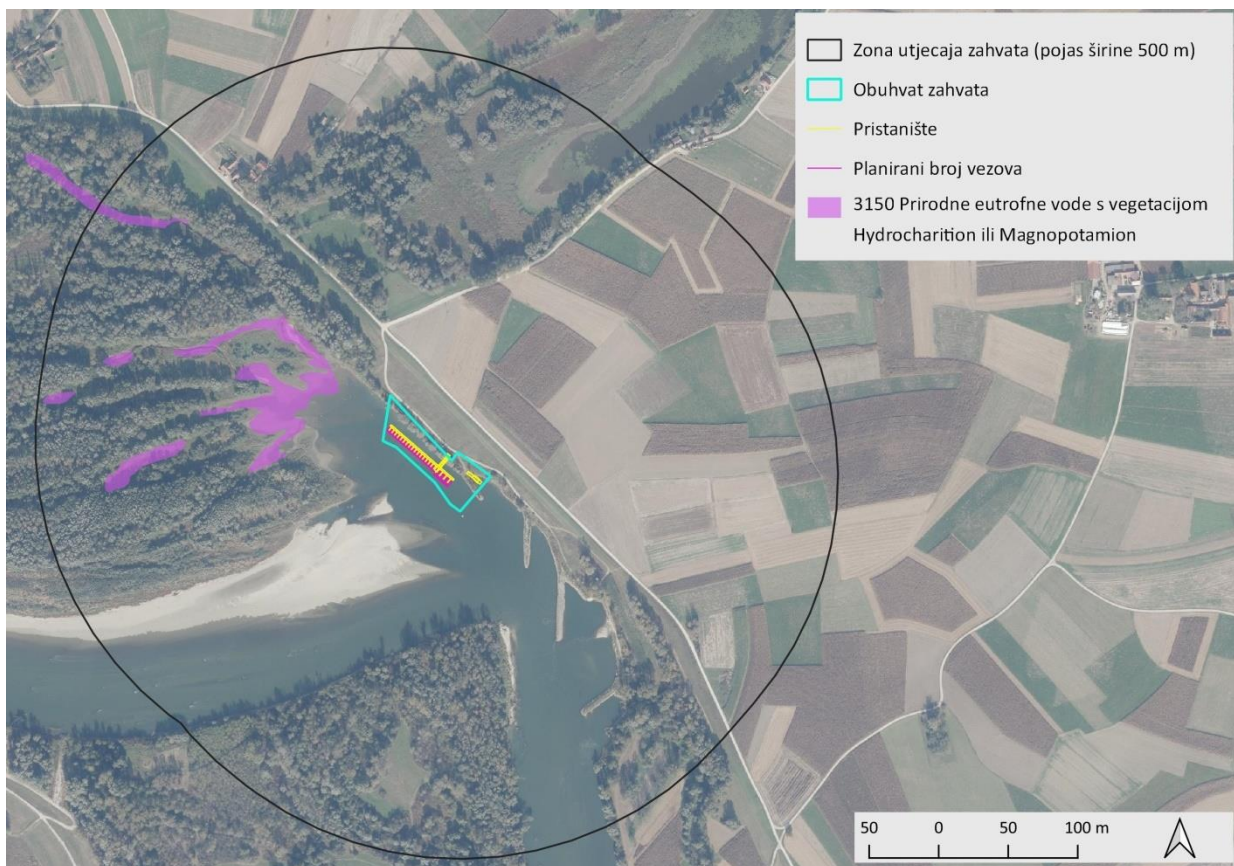 Zona utjecaja zahvata (pojas širine 500 m)
Obuhvat zahvata
Pristanište
Planirani broj vezova
3150 Prirodne eutrofne vode s vegetacijom
Hydrocharition ili Magnopotamion
50 0 50 100 m